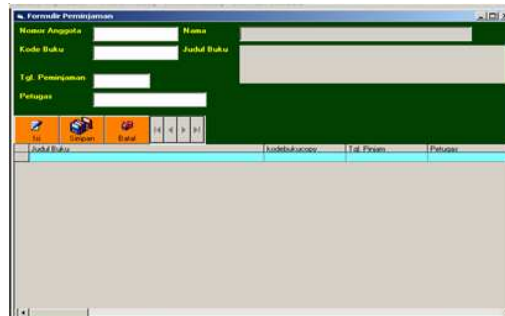 Formulir Peminjaman
Nomor Anggota Nama
Kode Buku Judul Buku
Tgl. Peminjaman
Petugas
Isi Simpan Batal
Judul Buku kodebukucopy Tgl. Pinjam Petugas